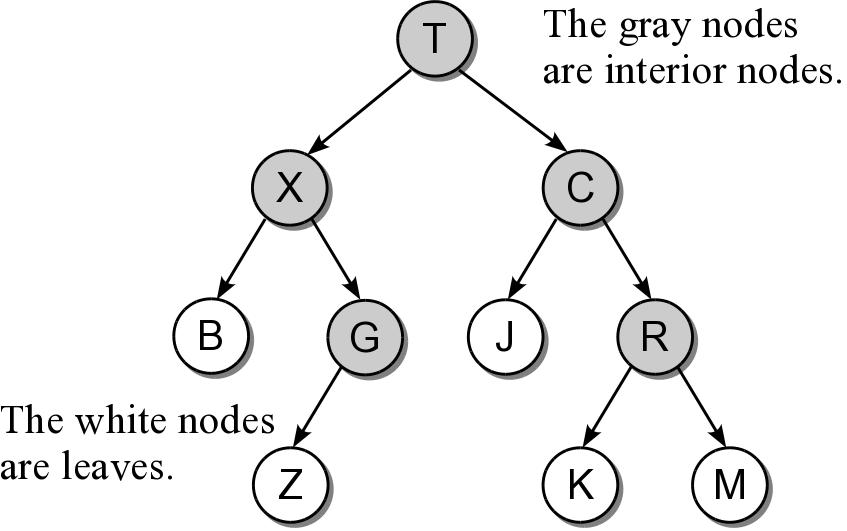 T
The gray nodes
are interior nodes.
X
C
B
G
J
R
The white nodes
are leaves.
Z
K
M